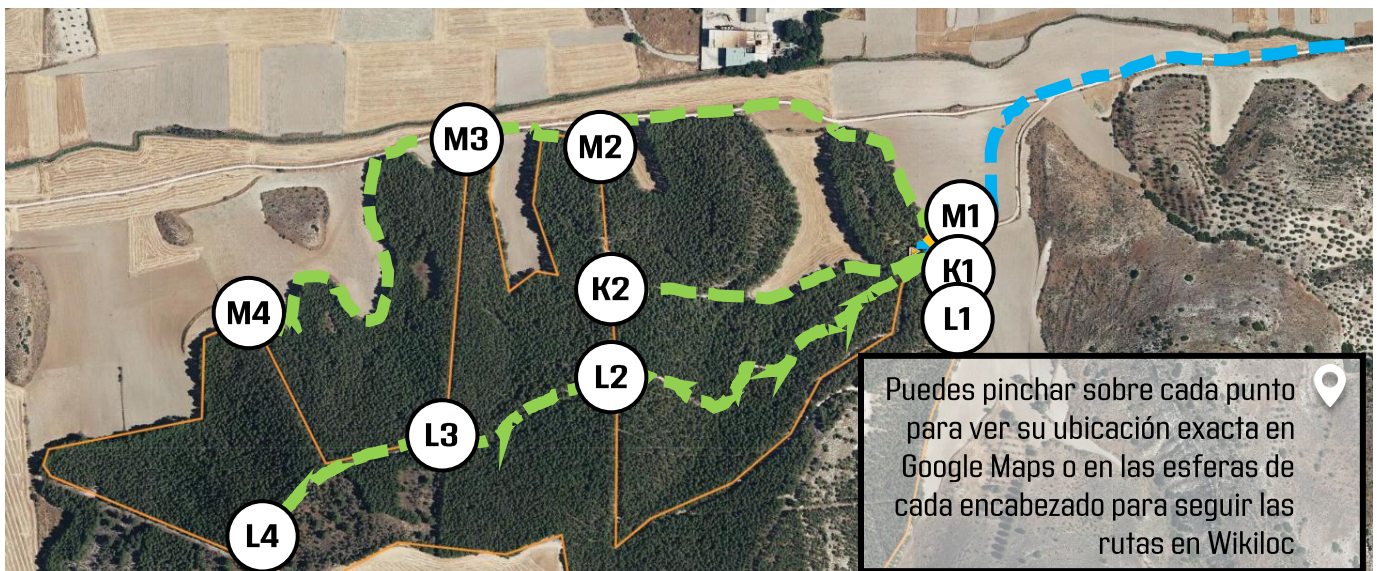 M3
M2
M1
K1
K2
M4
L1
L2
L3
L4
Puedes pinchar sobre cada punto
para ver su ubicación exacta en
Google Maps o en las esferas de
cada encabezado para seguir las
rutas en Wikiloc